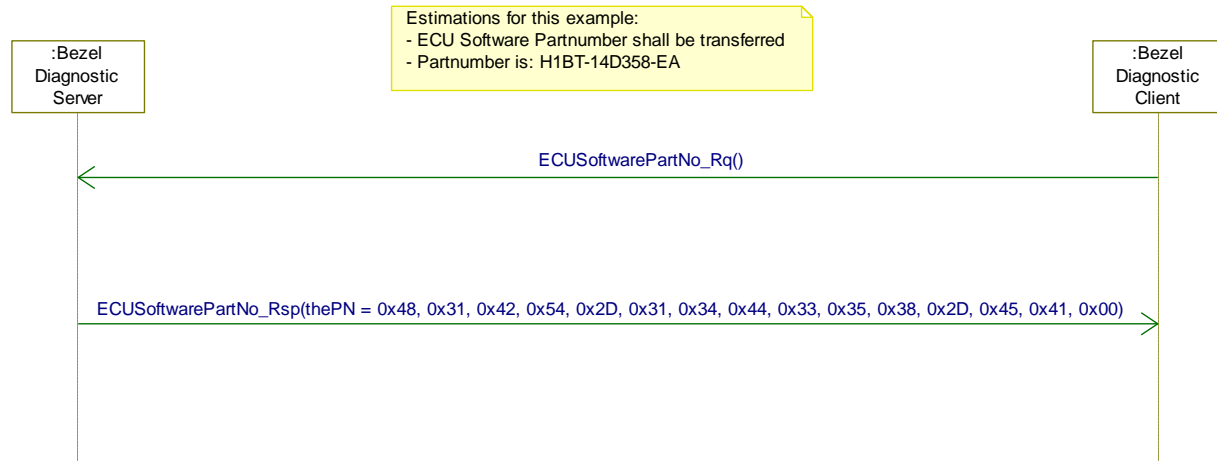 Estimations for this example:
- ECU Software Partnumber shall be transferred
- Partnumber is: H1BT-14D358-EA
:Bezel
Diagnostic
Server
:Bezel
Diagnostic
Client
ECUSoftwarePartNo_Rq()
ECUSoftwarePartNo_Rsp(thePN = 0x48, 0x31, 0x42, 0x54, 0x2D, 0x31, 0x34, 0x44, 0x33, 0x35, 0x38, 0x2D, 0x45, 0x41, 0x00)